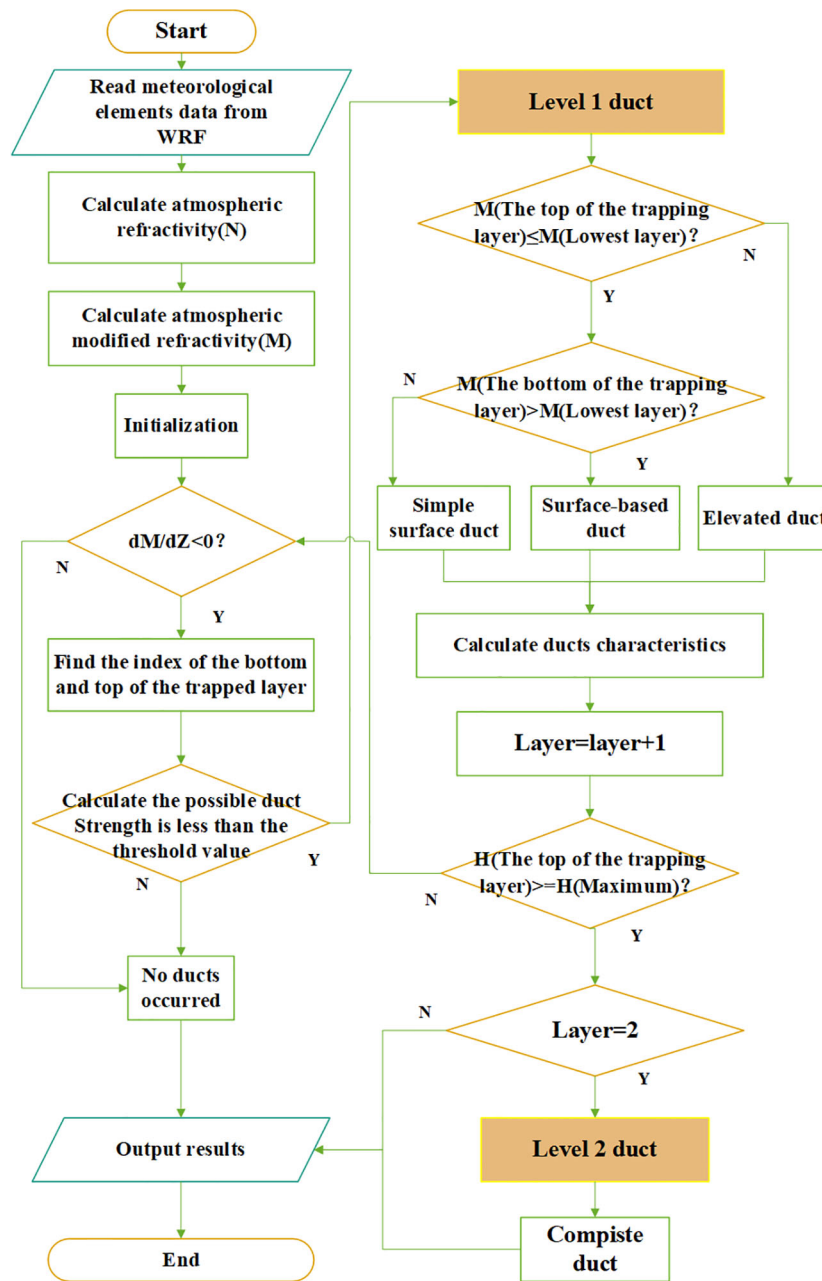 Start
Read meteorological
elements data from
WRF
Calculate atmospheric
refractivity(N)
Calculate atmospheric
modified refractivity(M)
Initialization
dM/dZ<0?
N
Y
Find the index of the bottom
and top of the trapped layer
Calculate the possible duct
Strength is less than the
threshold value
Y
N
No ducts
occurred
Output results
End
Level 1 duct
M(The top of the trapping
layer)≤M(Lowest layer)?
N
Y
M(The bottom of the trapping
layer)>M(Lowest layer)?
N
Y
Simple
surface duct
Surface-based
duct
Elevated duct
Calculate ducts characteristics
Layer=layer+1
H(The top of the trapping
layer)>=H(Maximum)?
N
Y
Layer=2
N
Y
Level 2 duct
Compiste
duct